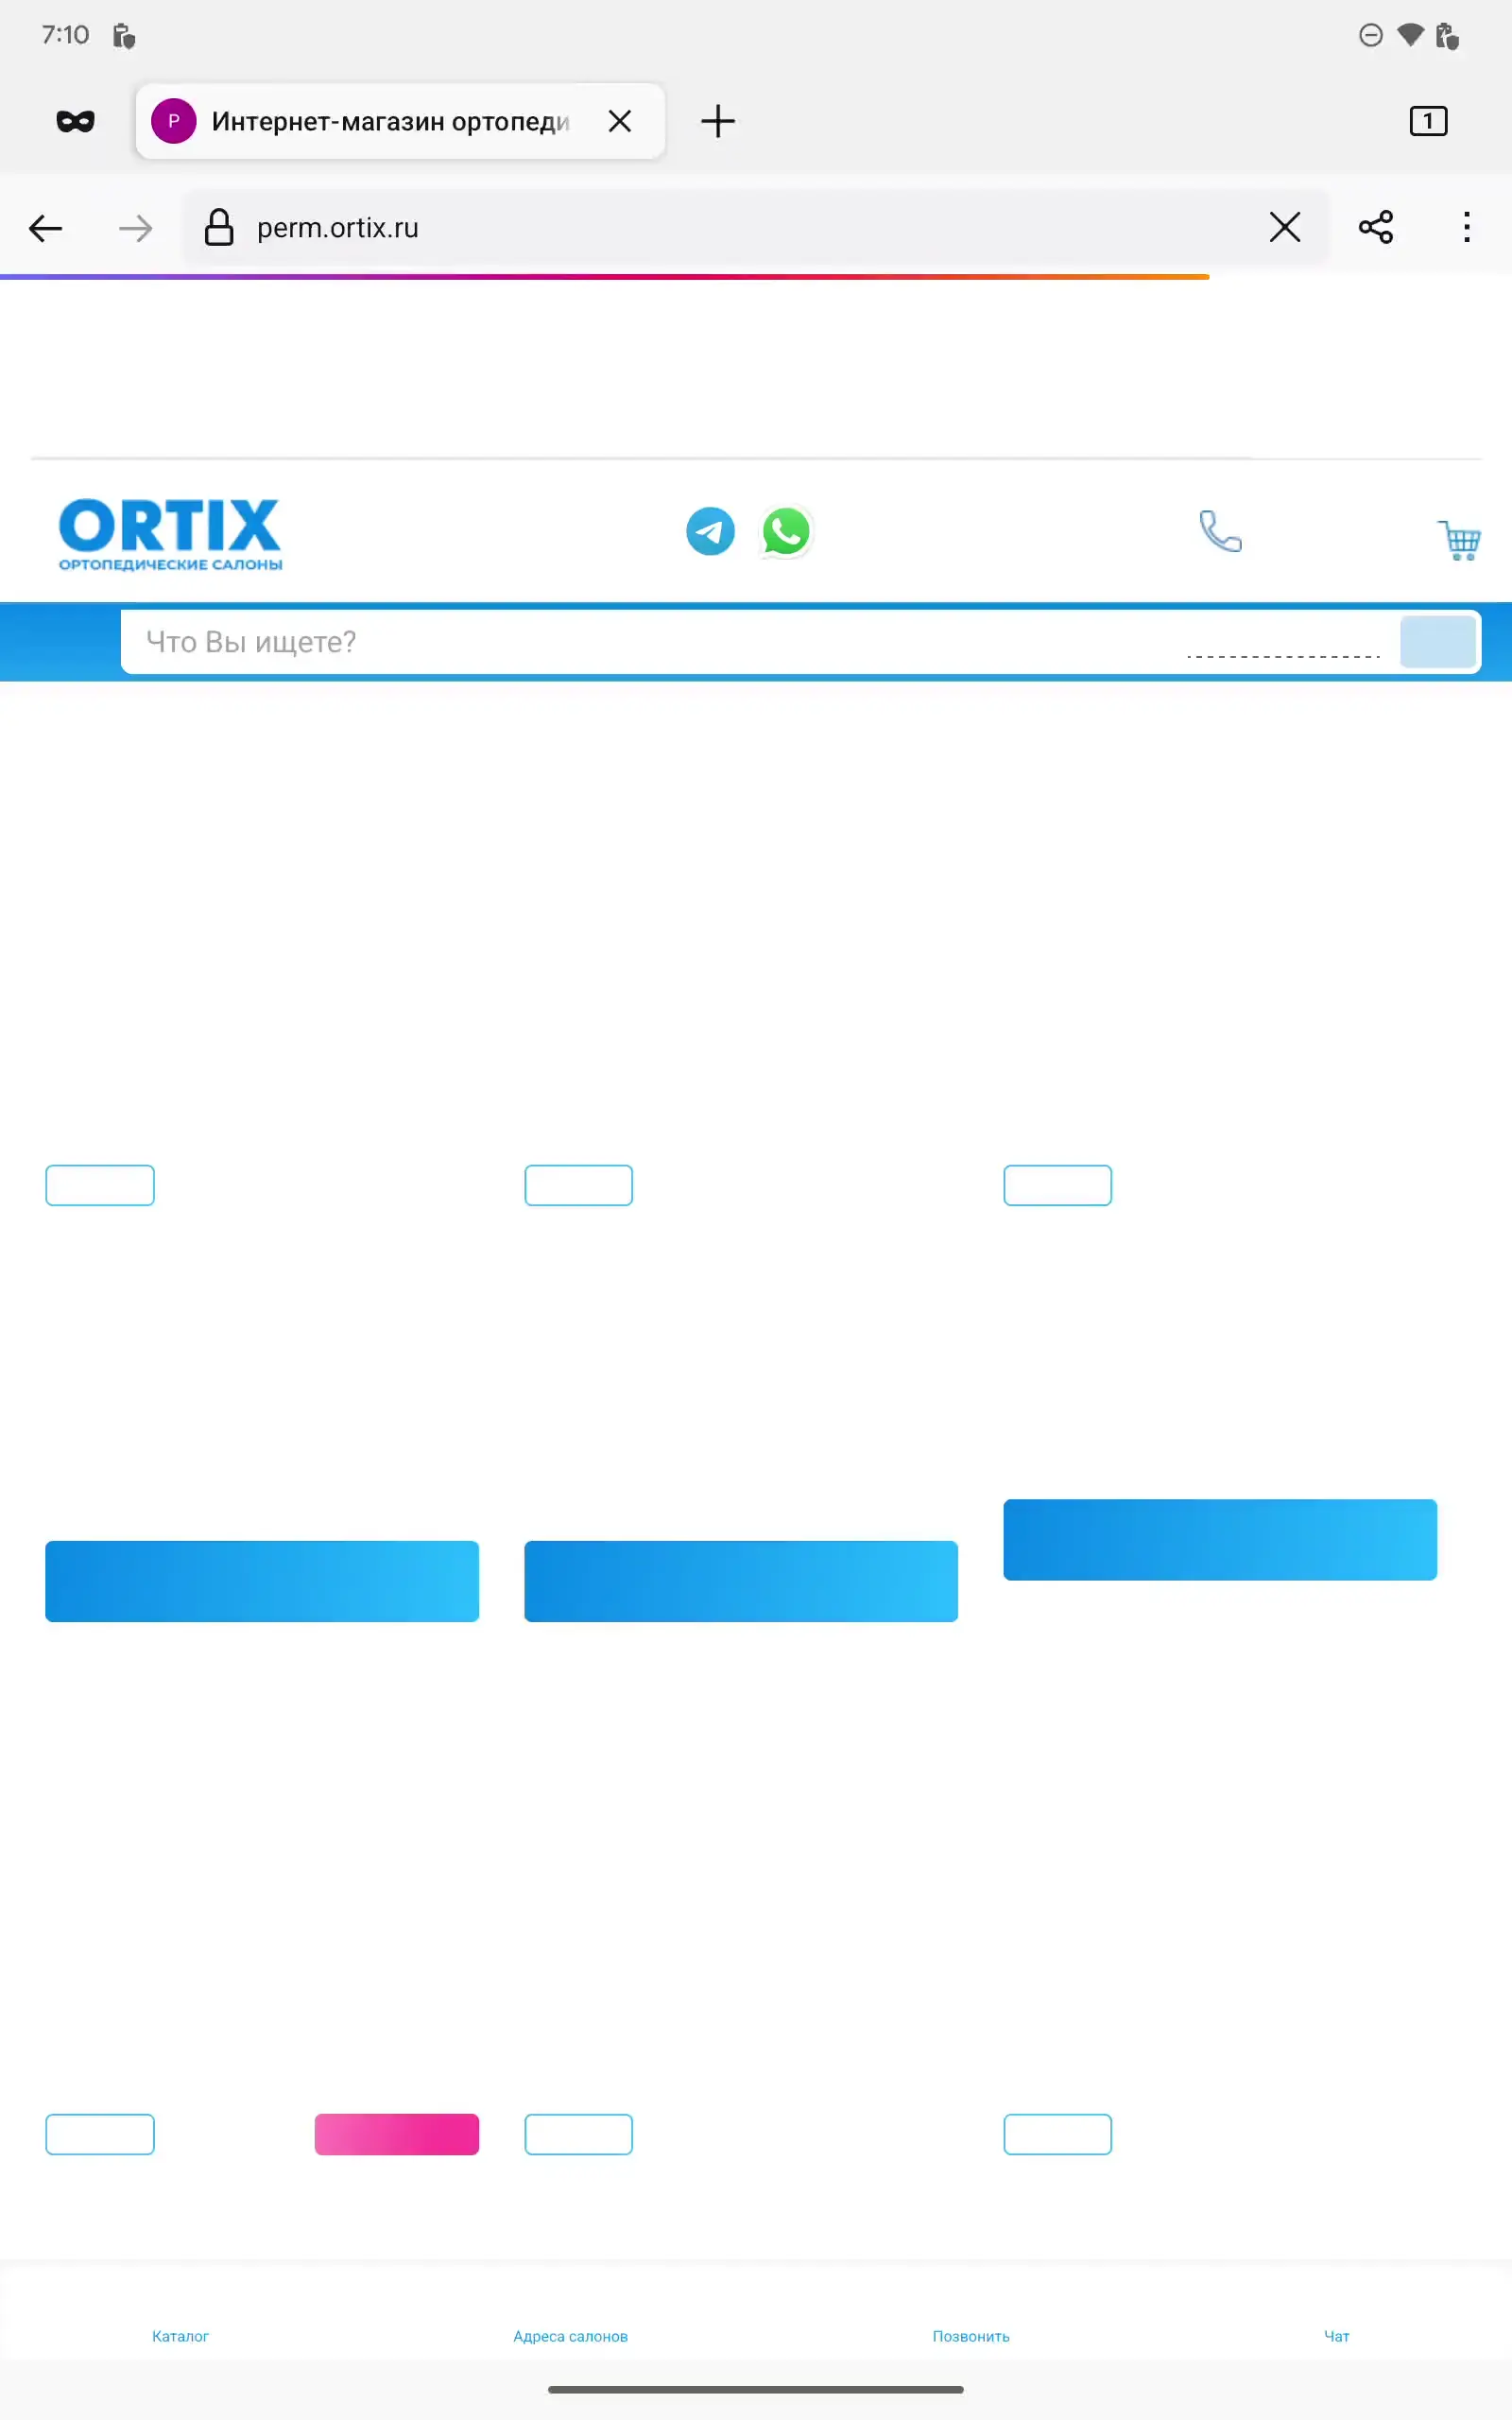 7:10
P
Интернет-магазин ортопеди
1
perm.ortix.ru
ORTIX
ОРТОПЕДИЧЕСКИЕ САЛОНЫ
Что Вы ищете?
Каталог
Адреса салонов
Позвонить
Чат